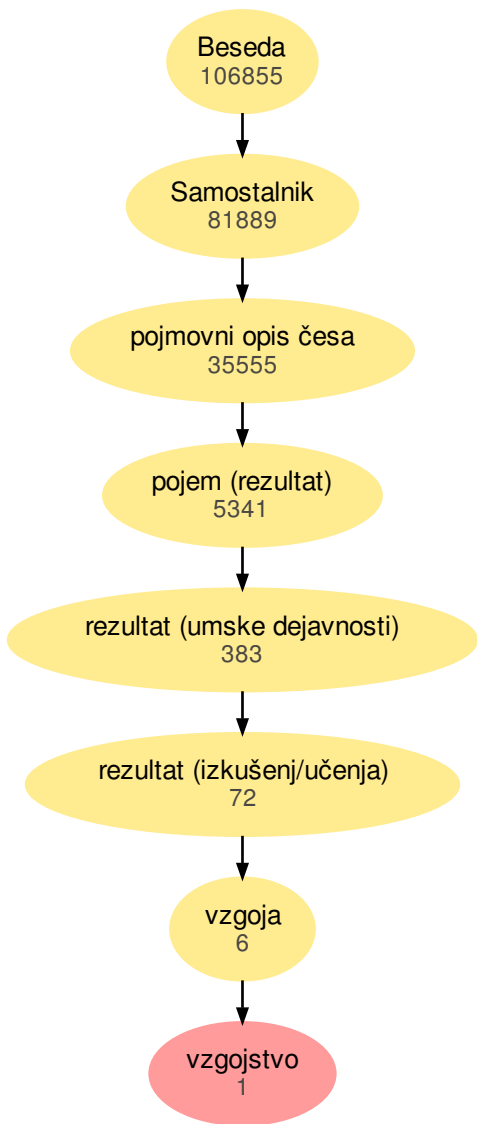 Beseda
106855
Samostalnik
81889
pojmovni opis česa
35555
pojem (rezultat)
5341
rezultat (umske dejavnosti)
383
rezultat (izkušenj/učenja)
72
vzgoja
6
vzgojstvo
1